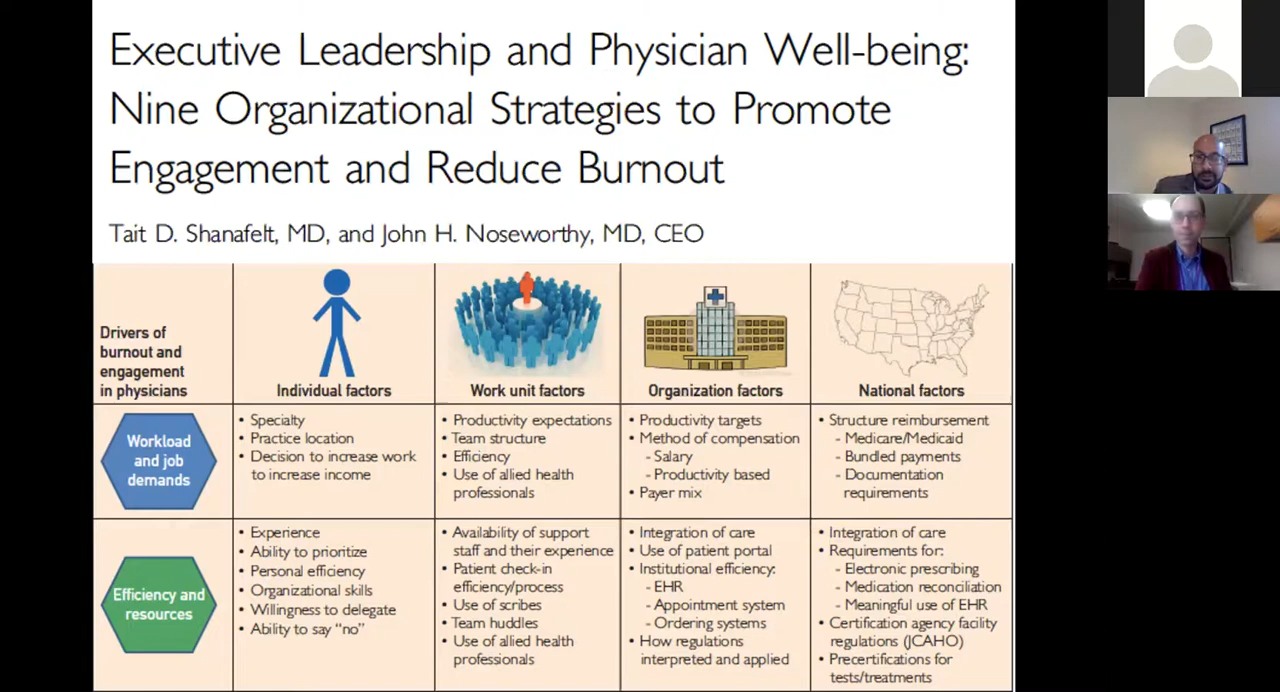 Executive Leadership and Physician Well-being:
Nine Organizational Strategies to Promote
Engagement and Reduce Burnout
Tait D. Shanafelt, MD, and John H. Noseworthy, MD, CEO
Drivers of
burnout and
engagement
in physicians
Individual factors
Work unit factors
Organization factors
National factors
Workload
and job
demands
• Specialty
• Practice location
• Decision to increase work
to increase income
• Productivity expectations
• Team structure
• Efficiency
• Use of allied health
professionals
• Productivity targets
• Method of compensation
- Salary
- Productivity based
• Payer mix
• Structure reimbursement
- Medicare/Medicaid
- Bundled payments
- Documentation
requirements
Efficiency and
resources
• Experience
• Ability to prioritize
• Personal efficiency
• Organizational skills
• Willingness to delegate
• Ability to say “no”
• Availability of support
staff and their experience
• Patient check-in
efficiency/process
• Use of scribes
• Team huddles
• Use of allied health
professionals
• Integration of care
• Use of patient portal
• Institutional efficiency:
- EHR
- Appointment system
- Ordering systems
• How regulations
interpreted and applied
• Integration of care
• Requirements for:
- Electronic prescribing
- Medication reconciliation
- Meaningful use of EHR
• Certification agency facility
regulations (JCAHO)
• Precertifications for
tests/treatments